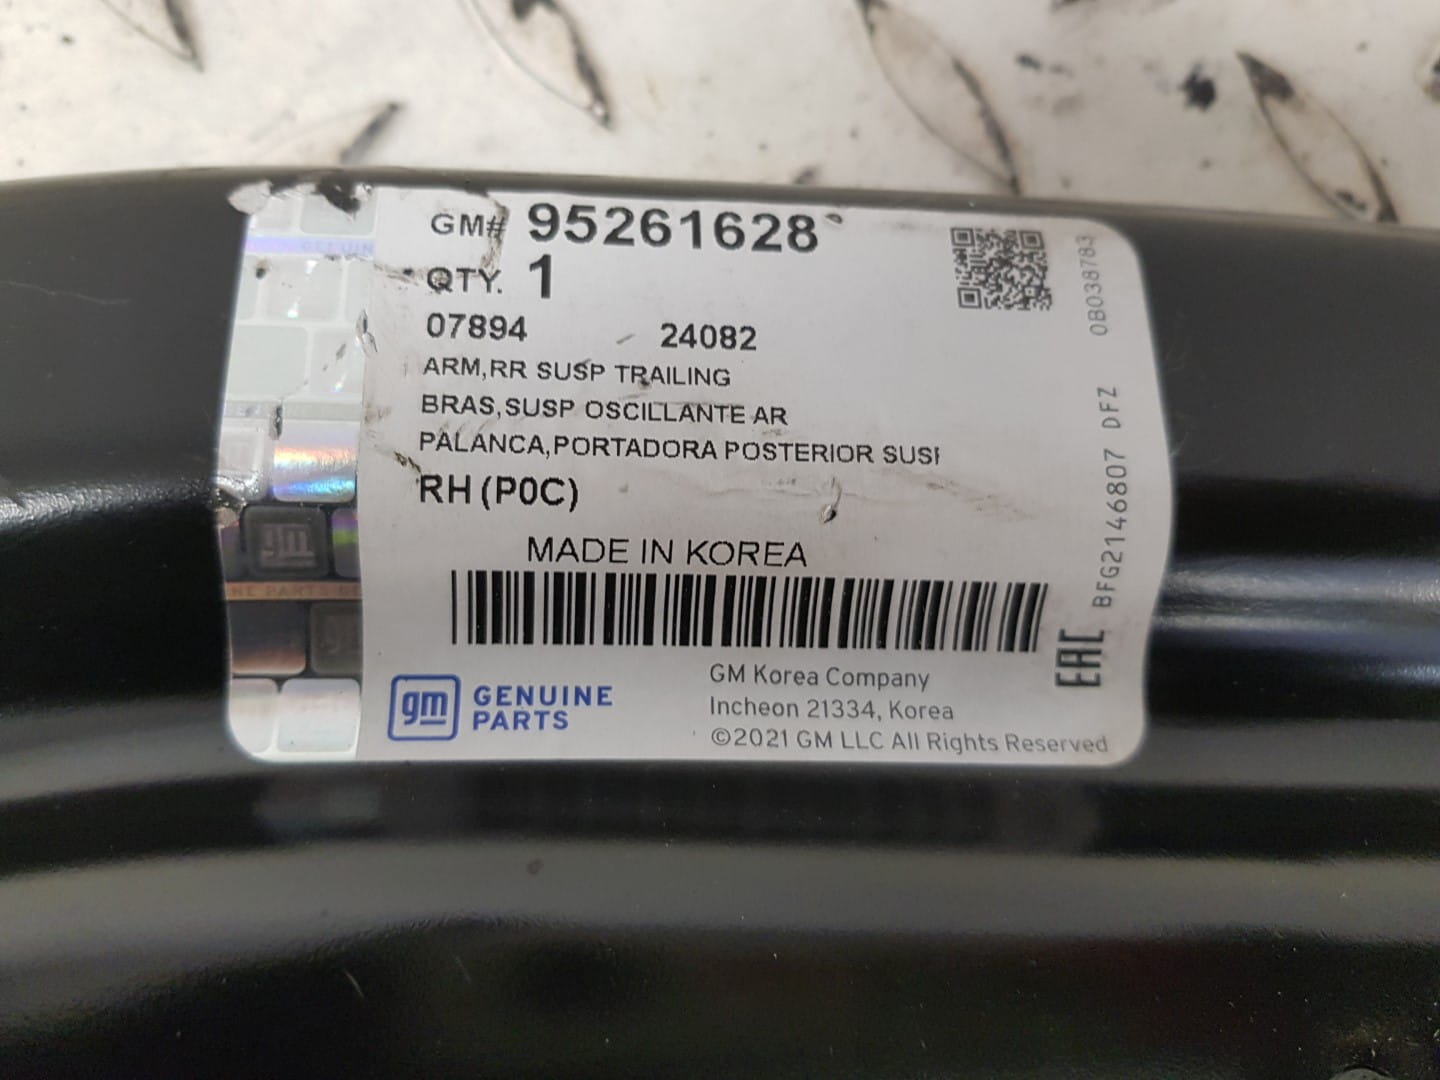 GM# 95261628
QTY. 1
07894 24082
ARM,RR SUSP TRAILING
BRAS,SUSP OSCILLANTE AR
PALANCA,PORTADORA POSTERIOR SUSI
RH (P0C)
MADE IN KOREA
gm GENUINE
PARTS
GM Korea Company
Incheon 21334, Korea
©2021 GM LLC All Rights Reserved
EAC
BFG2146807 DFZ
0B038783
gm